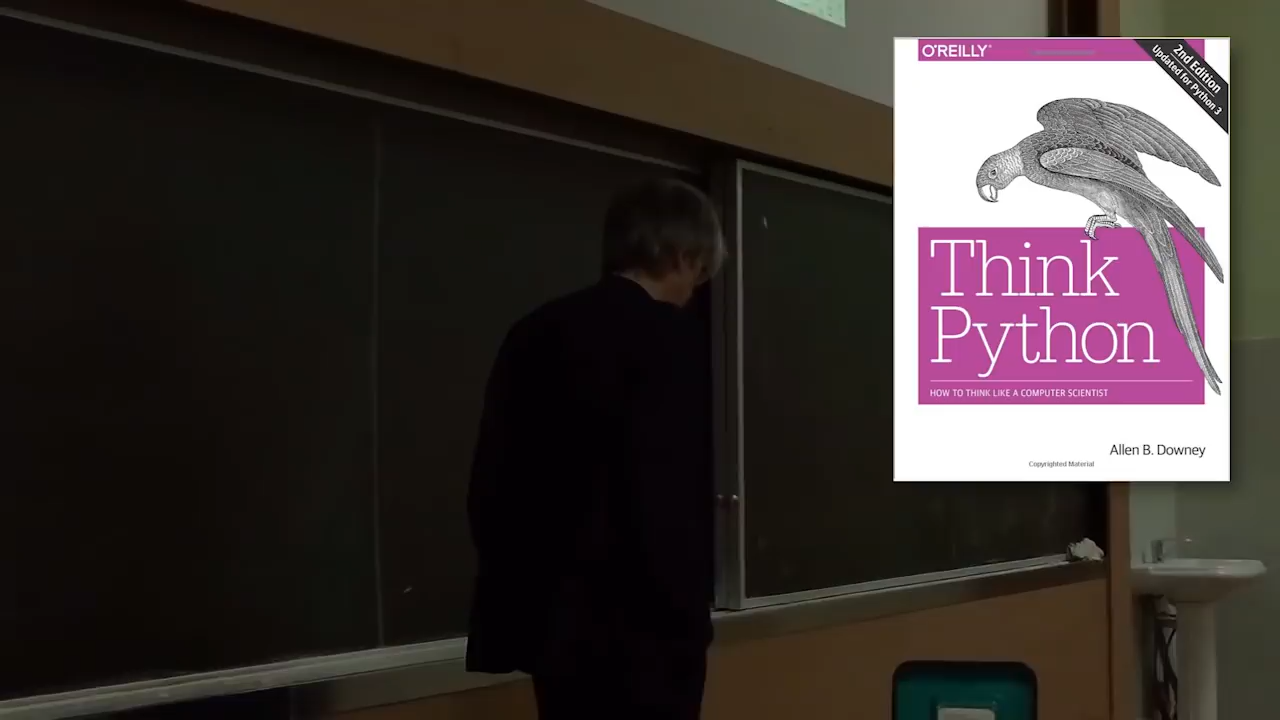 O'REILLY®
2nd Edition
Updated for Python 3
Think
Python
HOW TO THINK LIKE A COMPUTER SCIENTIST
Allen B. Downey
Copyrighted Material